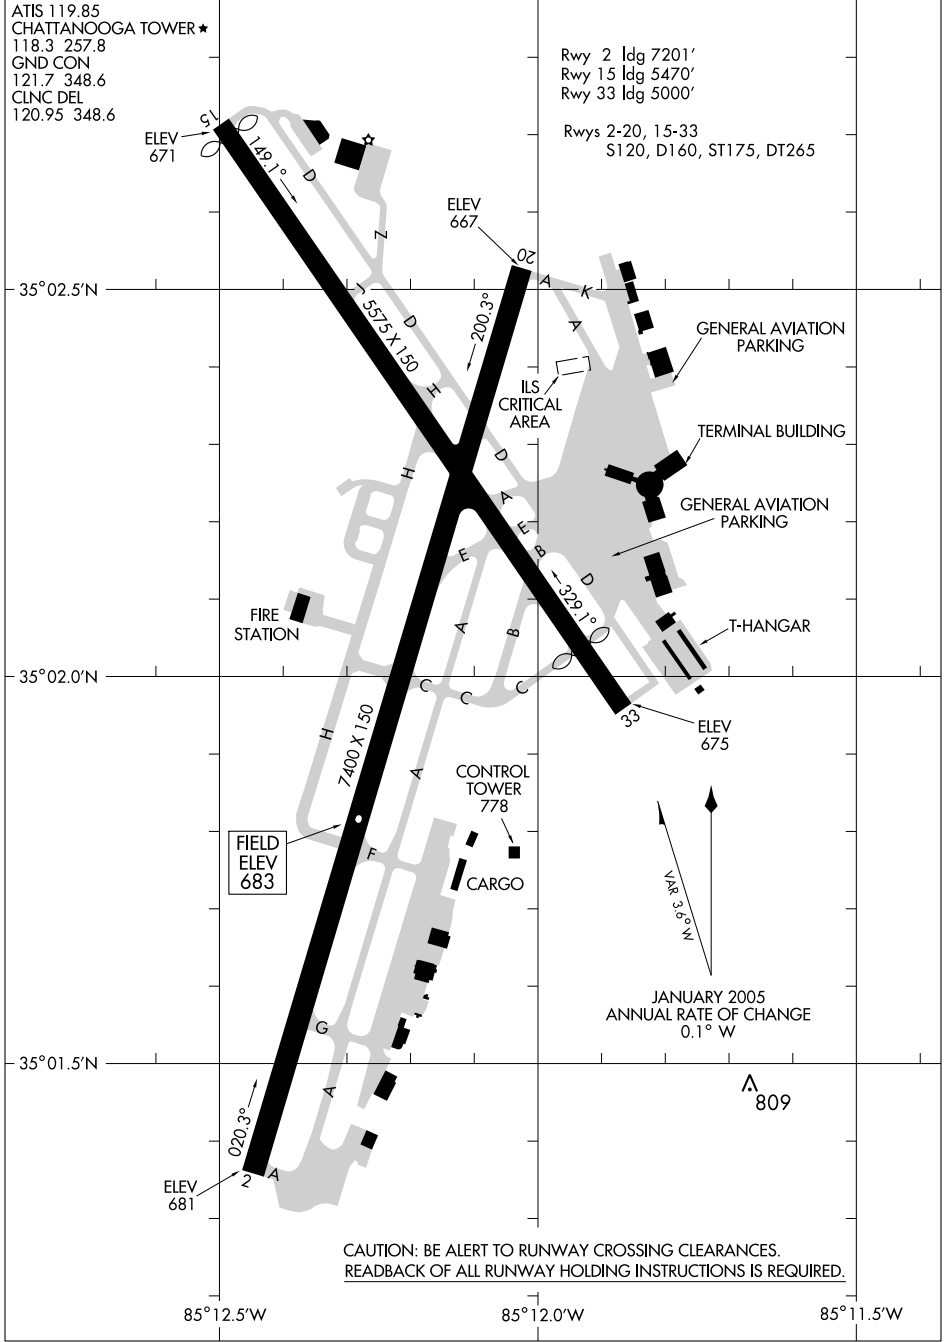 ATIS 119.85
CHATTANOOGA TOWER★
118.3 257.8
GND CON
121.7 348.6
CLNC DEL
120.95 348.6
Rwy 2 ldg 7201′
Rwy 15 ldg 5470′
Rwy 33 ldg 5000′
Rwys 2-20, 15-33
S120, D160, ST175, DT265
15
ELEV
671
149.1°
D
Z
ELEV
667
20
A
K
A
35°02.5′N
J
5575 X 150
D
200.3°
GENERAL AVIATION
PARKING
ILS
CRITICAL
AREA
H
TERMINAL BUILDING
H
D
A
E
B
D
GENERAL AVIATION
PARKING
E
329.1°
FIRE
STATION
A
B
T-HANGAR
35°02.0′N
C
C
C
33
ELEV
675
H
7400 X 150
A
CONTROL
TOWER
778
FIELD
ELEV
683
F
CARGO
VAR 3.6° W
JANUARY 2005
ANNUAL RATE OF CHANGE
0.1° W
G
35°01.5′N
A
809
020.3°
2
A
ELEV
681
CAUTION: BE ALERT TO RUNWAY CROSSING CLEARANCES.
READBACK OF ALL RUNWAY HOLDING INSTRUCTIONS IS REQUIRED.
85°12.5′W
85°12.0′W
85°11.5′W